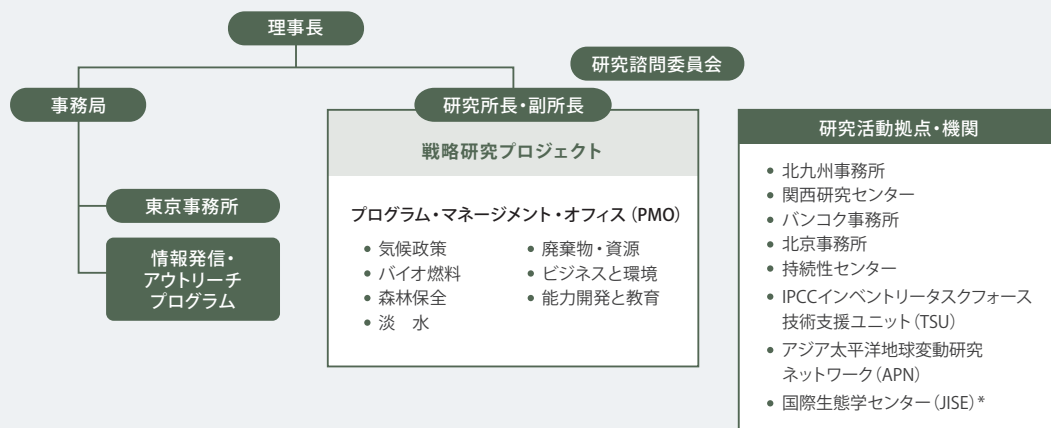 理事長
研究諮問委員会
事務局
研究所長・副所長
戦略研究プロジェクト
東京事務所
情報発信・
アウトリーチ
プログラム
プログラム・マネージメント・オフィス（PMO）
• 気候政策
• バイオ燃料
• 森林保全
• 淡　水
• 廃棄物・資源
• ビジネスと環境
• 能力開発と教育
研究活動拠点・機関
• 北九州事務所
• 関西研究センター
• バンコク事務所
• 北京事務所
• 持続性センター
• IPCCインベントリータスクフォース
技術支援ユニット（TSU）
• アジア太平洋地球変動研究
ネットワーク（APN）
• 国際生態学センター（JISE）*